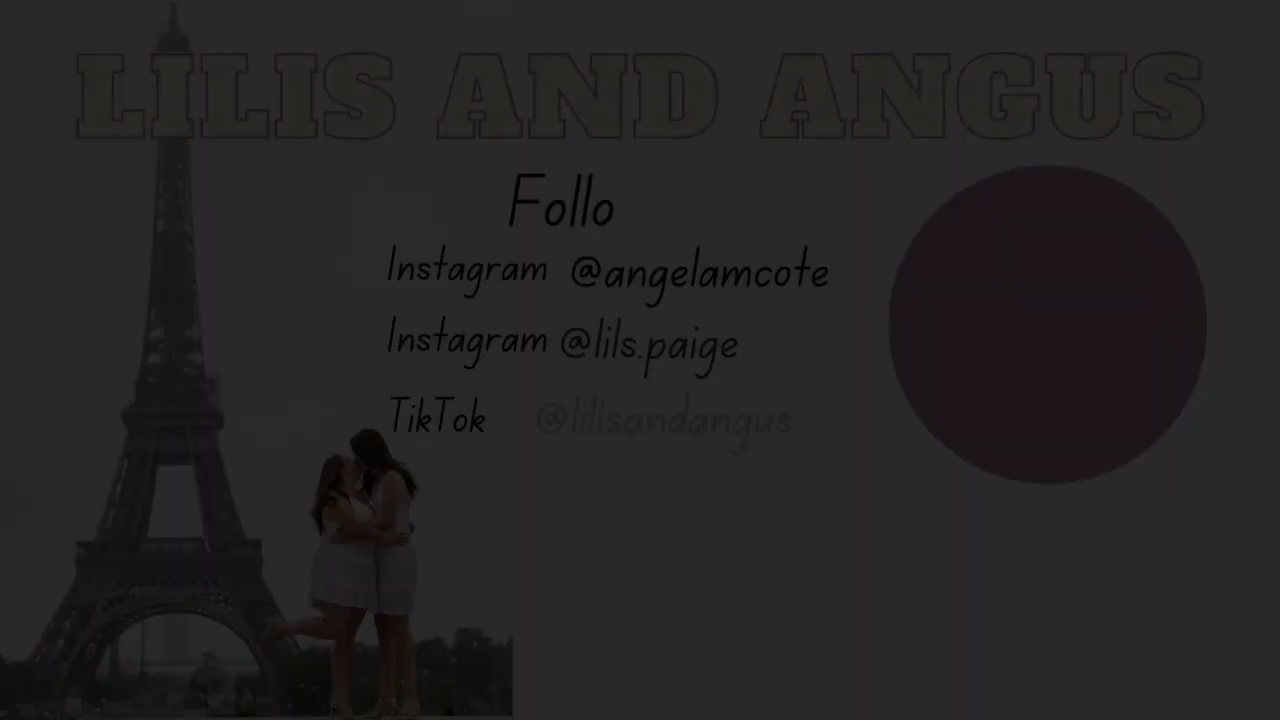 LILIS AND ANGUS
Follo
Instagram @angelamcote
Instagram @lils.paige
TikTok @lilisandangus